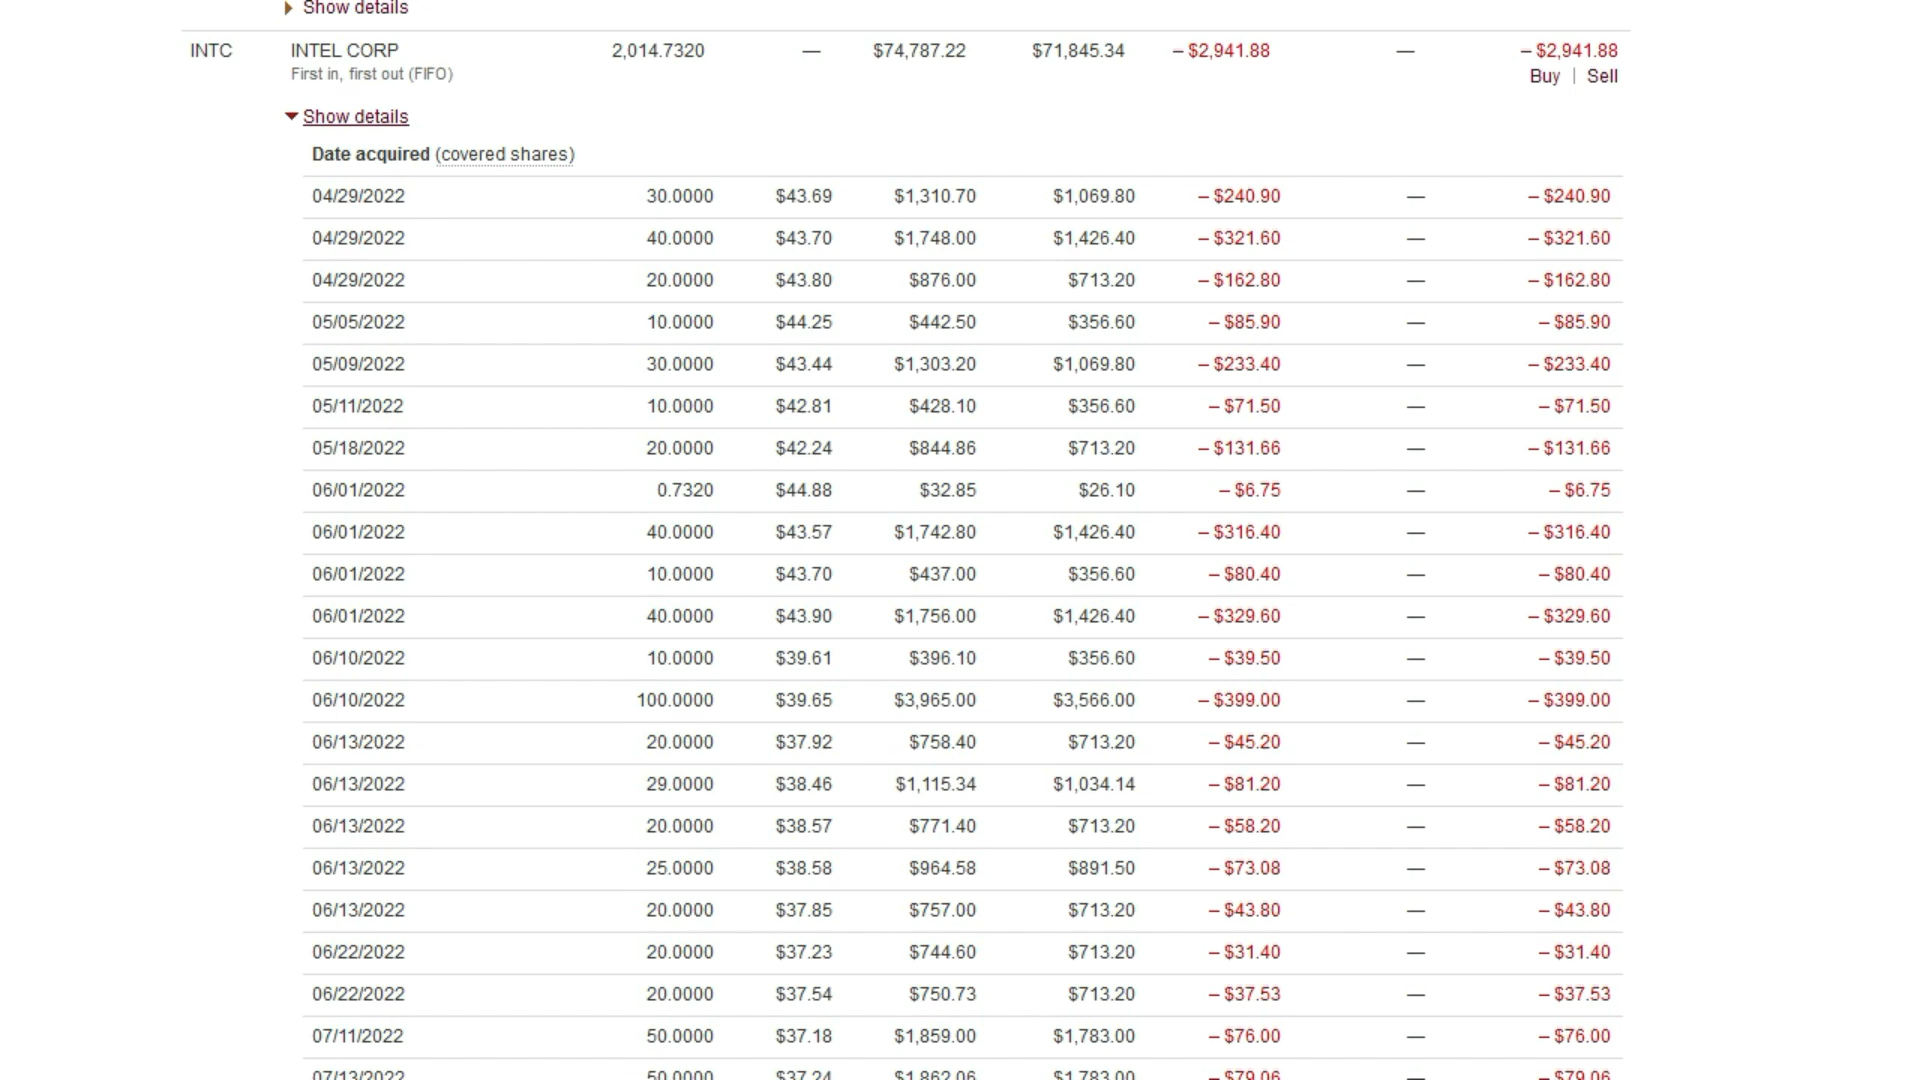 Show details
INTC INTEL CORP 2,014.7320 — $74,787.22 $71,845.34 – $2,941.88 — – $2,941.88
First in, first out (FIFO) Buy | Sell
Show details
Date acquired (covered shares)
04/29/2022 30.0000 $43.69 $1,310.70 $1,069.80 – $240.90 — – $240.90
04/29/2022 40.0000 $43.70 $1,748.00 $1,426.40 – $321.60 — – $321.60
04/29/2022 20.0000 $43.80 $876.00 $713.20 – $162.80 — – $162.80
05/05/2022 10.0000 $44.25 $442.50 $356.60 – $85.90 — – $85.90
05/09/2022 30.0000 $43.44 $1,303.20 $1,069.80 – $233.40 — – $233.40
05/11/2022 10.0000 $42.81 $428.10 $356.60 – $71.50 — – $71.50
05/18/2022 20.0000 $42.24 $844.86 $713.20 – $131.66 — – $131.66
06/01/2022 0.7320 $44.88 $32.85 $26.10 – $6.75 — – $6.75
06/01/2022 40.0000 $43.57 $1,742.80 $1,426.40 – $316.40 — – $316.40
06/01/2022 10.0000 $43.70 $437.00 $356.60 – $80.40 — – $80.40
06/01/2022 40.0000 $43.90 $1,756.00 $1,426.40 – $329.60 — – $329.60
06/10/2022 10.0000 $39.61 $396.10 $356.60 – $39.50 — – $39.50
06/10/2022 100.0000 $39.65 $3,965.00 $3,566.00 – $399.00 — – $399.00
06/13/2022 20.0000 $37.92 $758.40 $713.20 – $45.20 — – $45.20
06/13/2022 29.0000 $38.46 $1,115.34 $1,034.14 – $81.20 — – $81.20
06/13/2022 20.0000 $38.57 $771.40 $713.20 – $58.20 — – $58.20
06/13/2022 25.0000 $38.58 $964.58 $891.50 – $73.08 — – $73.08
06/13/2022 20.0000 $37.85 $757.00 $713.20 – $43.80 — – $43.80
06/22/2022 20.0000 $37.23 $744.60 $713.20 – $31.40 — – $31.40
06/22/2022 20.0000 $37.54 $750.73 $713.20 – $37.53 — – $37.53
07/11/2022 50.0000 $37.18 $1,859.00 $1,783.00 – $76.00 — – $76.00
07/13/2022 50.0000 $37.24 $1,862.06 $1,783.00 – $79.06 — – $79.06